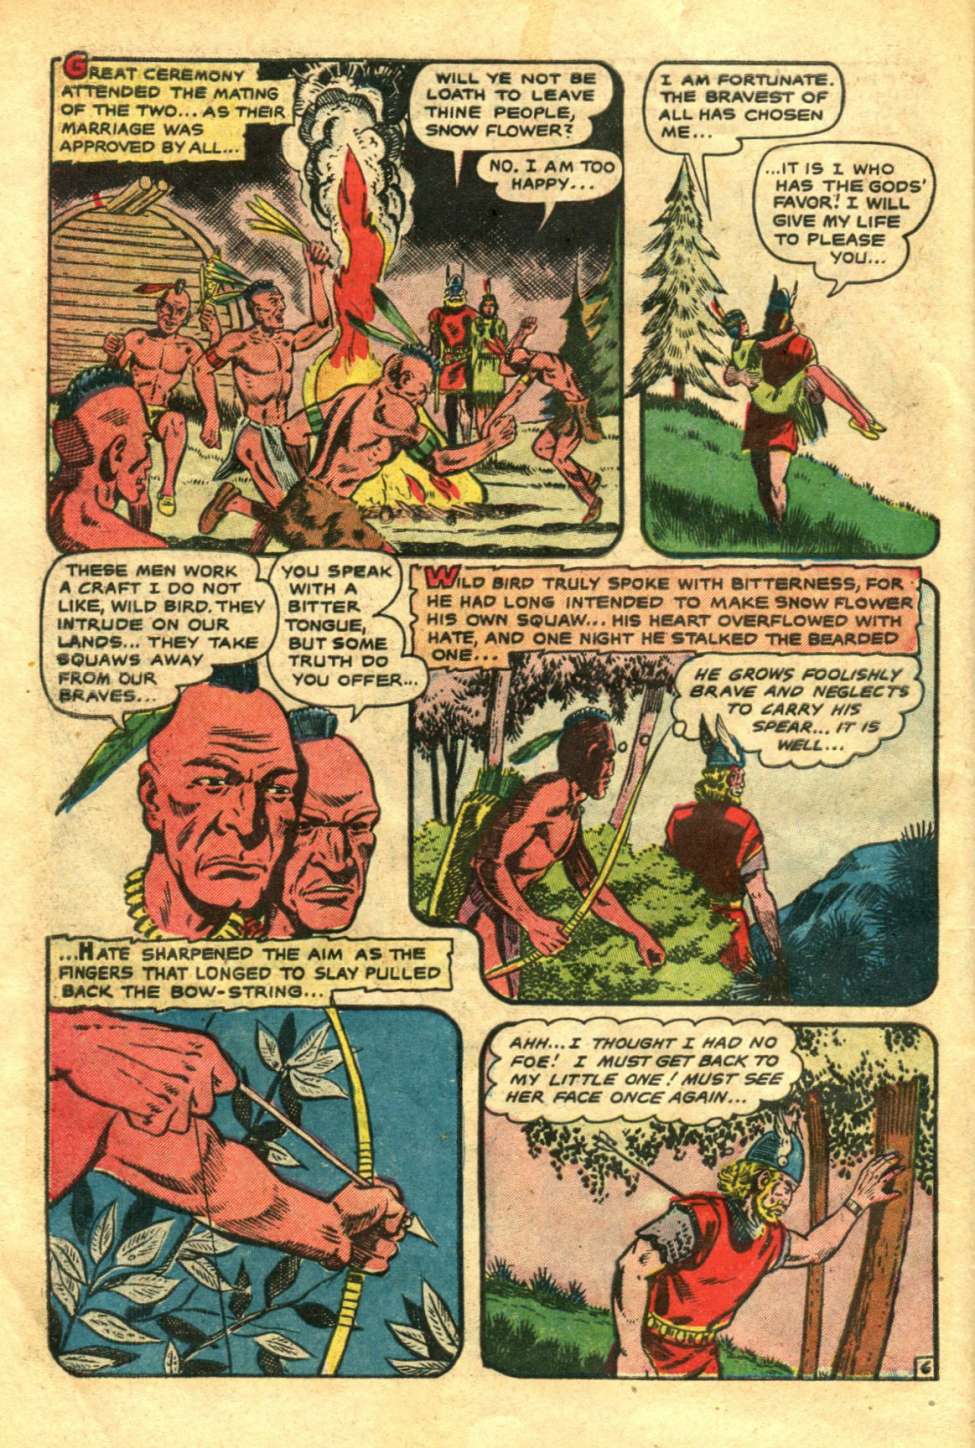 GREAT CEREMONY
ATTENDED THE MATING
OF THE TWO... AS THEIR
MARRIAGE WAS
APPROVED BY ALL...
WILL YE NOT BE
LOATH TO LEAVE
THINE PEOPLE,
SNOW FLOWER?
NO. I AM TOO
HAPPY...
I AM FORTUNATE.
THE BRAVEST OF
ALL HAS CHOSEN
ME...
...IT IS I WHO
HAS THE GODS'
FAVOR! I WILL
GIVE MY LIFE
TO PLEASE
YOU...
THESE MEN WORK
A CRAFT I DO NOT
LIKE, WILD BIRD. THEY
INTRUDE ON OUR
LANDS... THEY TAKE
SQUAWS AWAY
FROM OUR
BRAVES...
YOU SPEAK
WITH A
BITTER
TONGUE,
BUT SOME
TRUTH DO
YOU OFFER...
WILD BIRD TRULY SPOKE WITH BITTERNESS, FOR
HE HAD LONG INTENDED TO MAKE SNOW FLOWER
HIS OWN SQUAW... HIS HEART OVERFLOWED WITH
HATE, AND ONE NIGHT HE STALKED THE BEARDED
ONE...
HE GROWS FOOLISHLY
BRAVE AND NEGLECTS
TO CARRY HIS
SPEAR... IT IS
WELL...
...HATE SHARPENED THE AIM AS THE
FINGERS THAT LONGED TO SLAY PULLED
BACK THE BOW-STRING...
AHH... I THOUGHT I HAD NO
FOE! I MUST GET BACK TO
MY LITTLE ONE! MUST SEE
HER FACE ONCE AGAIN...
6